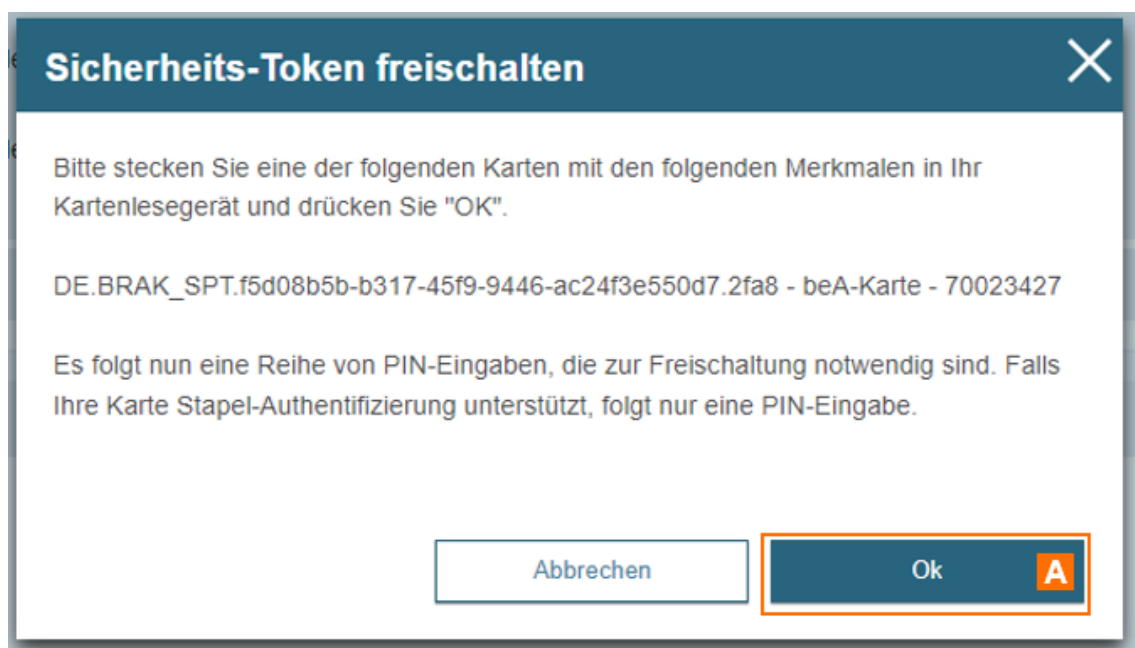 Sicherheits-Token freischalten
Bitte stecken Sie eine der folgenden Karten mit den folgenden Merkmalen in Ihr
Kartenlesegerät und drücken Sie "OK".
DE.BRAK_SPT.f5d08b5b-b317-45f9-9446-ac24f3e550d7.2fa8 - beA-Karte - 70023427
Es folgt nun eine Reihe von PIN-Eingaben, die zur Freischaltung notwendig sind. Falls
Ihre Karte Stapel-Authentifizierung unterstützt, folgt nur eine PIN-Eingabe.
Abbrechen
Ok A